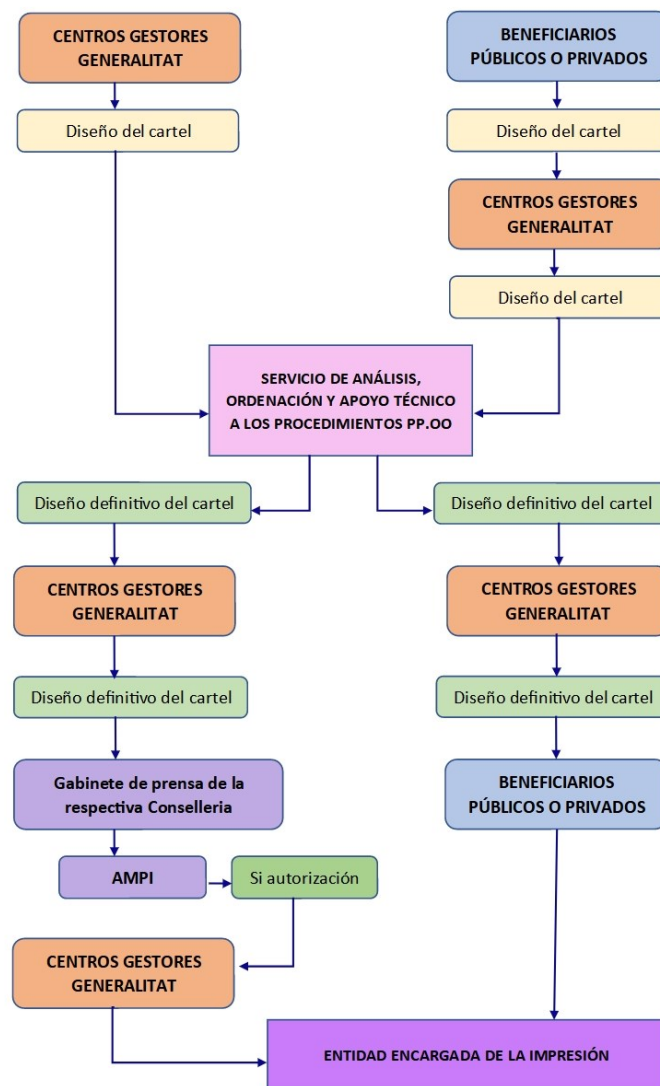 CENTROS GESTORES
GENERALITAT
BENEFICIARIOS
PÚBLICOS O PRIVADOS
Diseño del cartel
Diseño del cartel
CENTROS GESTORES
GENERALITAT
Diseño del cartel
SERVICIO DE ANÁLISIS,
ORDENACIÓN Y APOYO TÉCNICO
A LOS PROCEDIMIENTOS PP.OO
Diseño definitivo del cartel
Diseño definitivo del cartel
CENTROS GESTORES
GENERALITAT
CENTROS GESTORES
GENERALITAT
Diseño definitivo del cartel
Diseño definitivo del cartel
Gabinete de prensa de la
respectiva Conselleria
BENEFICIARIOS
PÚBLICOS O PRIVADOS
AMPI
Si autorización
CENTROS GESTORES
GENERALITAT
ENTIDAD ENCARGADA DE LA IMPRESIÓN